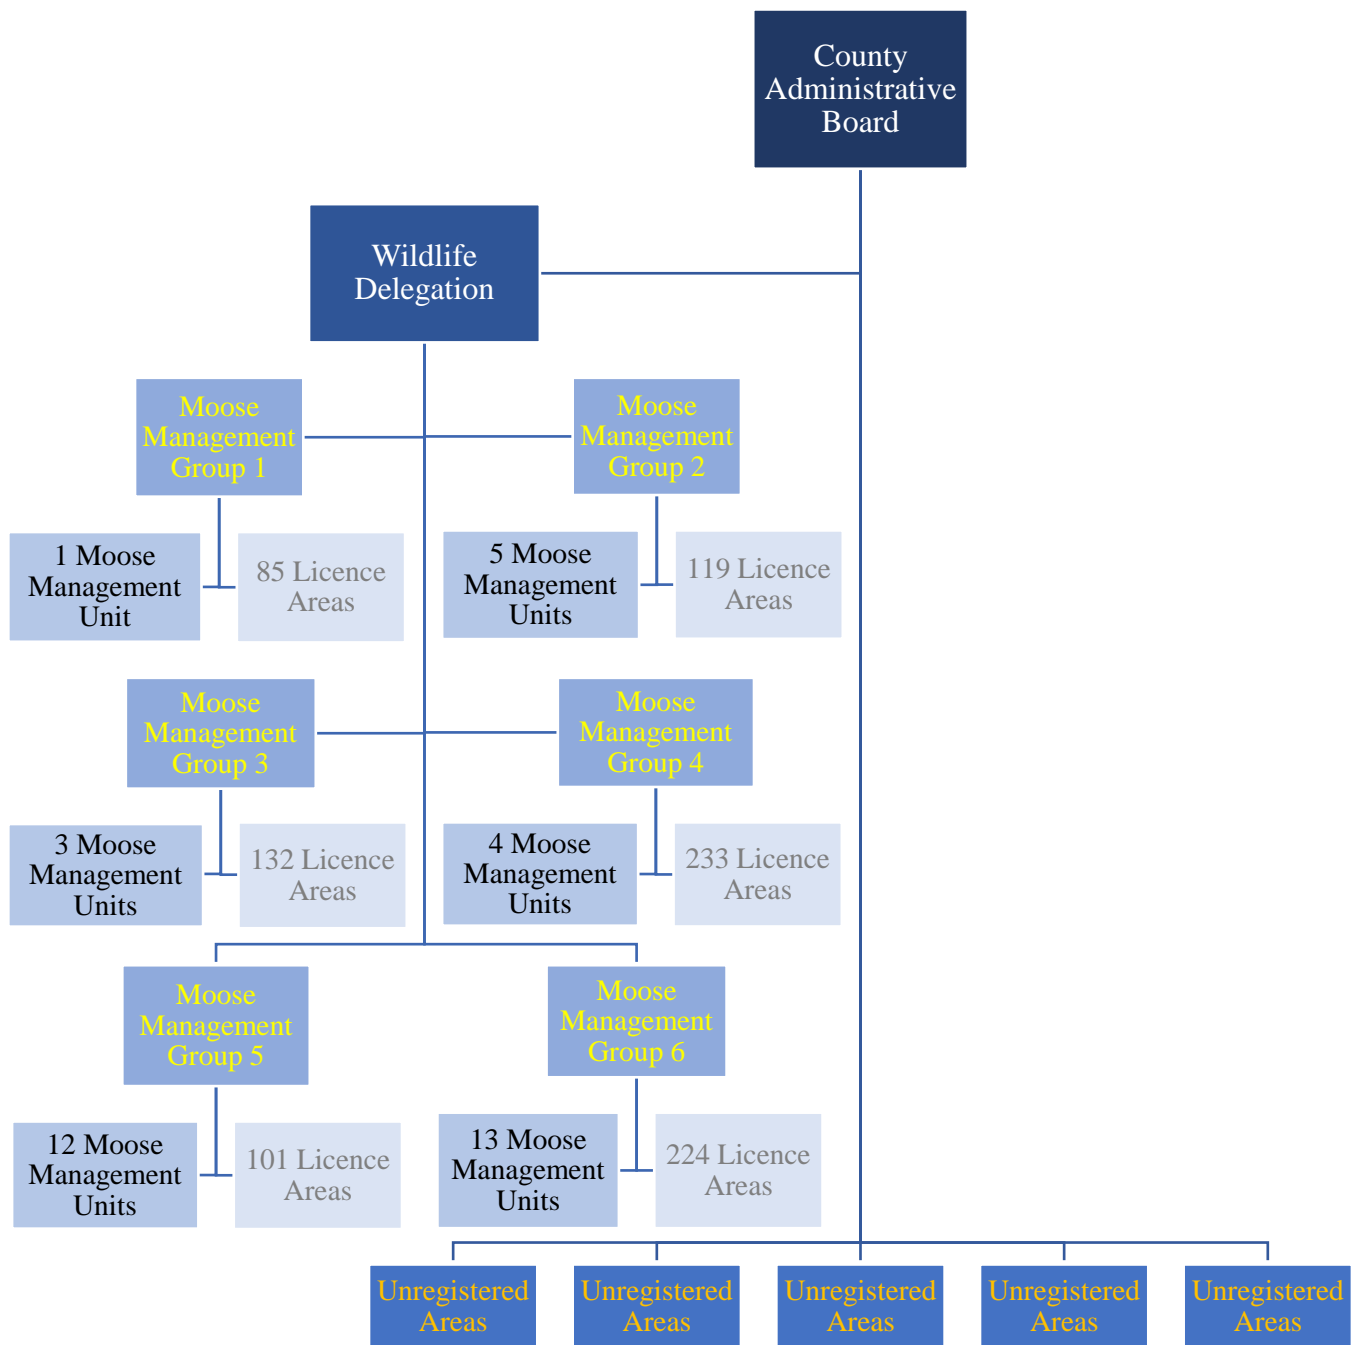 County
Administrative
Board
Wildlife
Delegation
Moose
Management
Group 1
Moose
Management
Group 2
1 Moose
Management
Unit
85 Licence
Areas
5 Moose
Management
Units
119 Licence
Areas
Moose
Management
Group 3
Moose
Management
Group 4
3 Moose
Management
Units
132 Licence
Areas
4 Moose
Management
Units
233 Licence
Areas
Moose
Management
Group 5
Moose
Management
Group 6
12 Moose
Management
Units
101 Licence
Areas
13 Moose
Management
Units
224 Licence
Areas
Unregistered
Areas
Unregistered
Areas
Unregistered
Areas
Unregistered
Areas
Unregistered
Areas